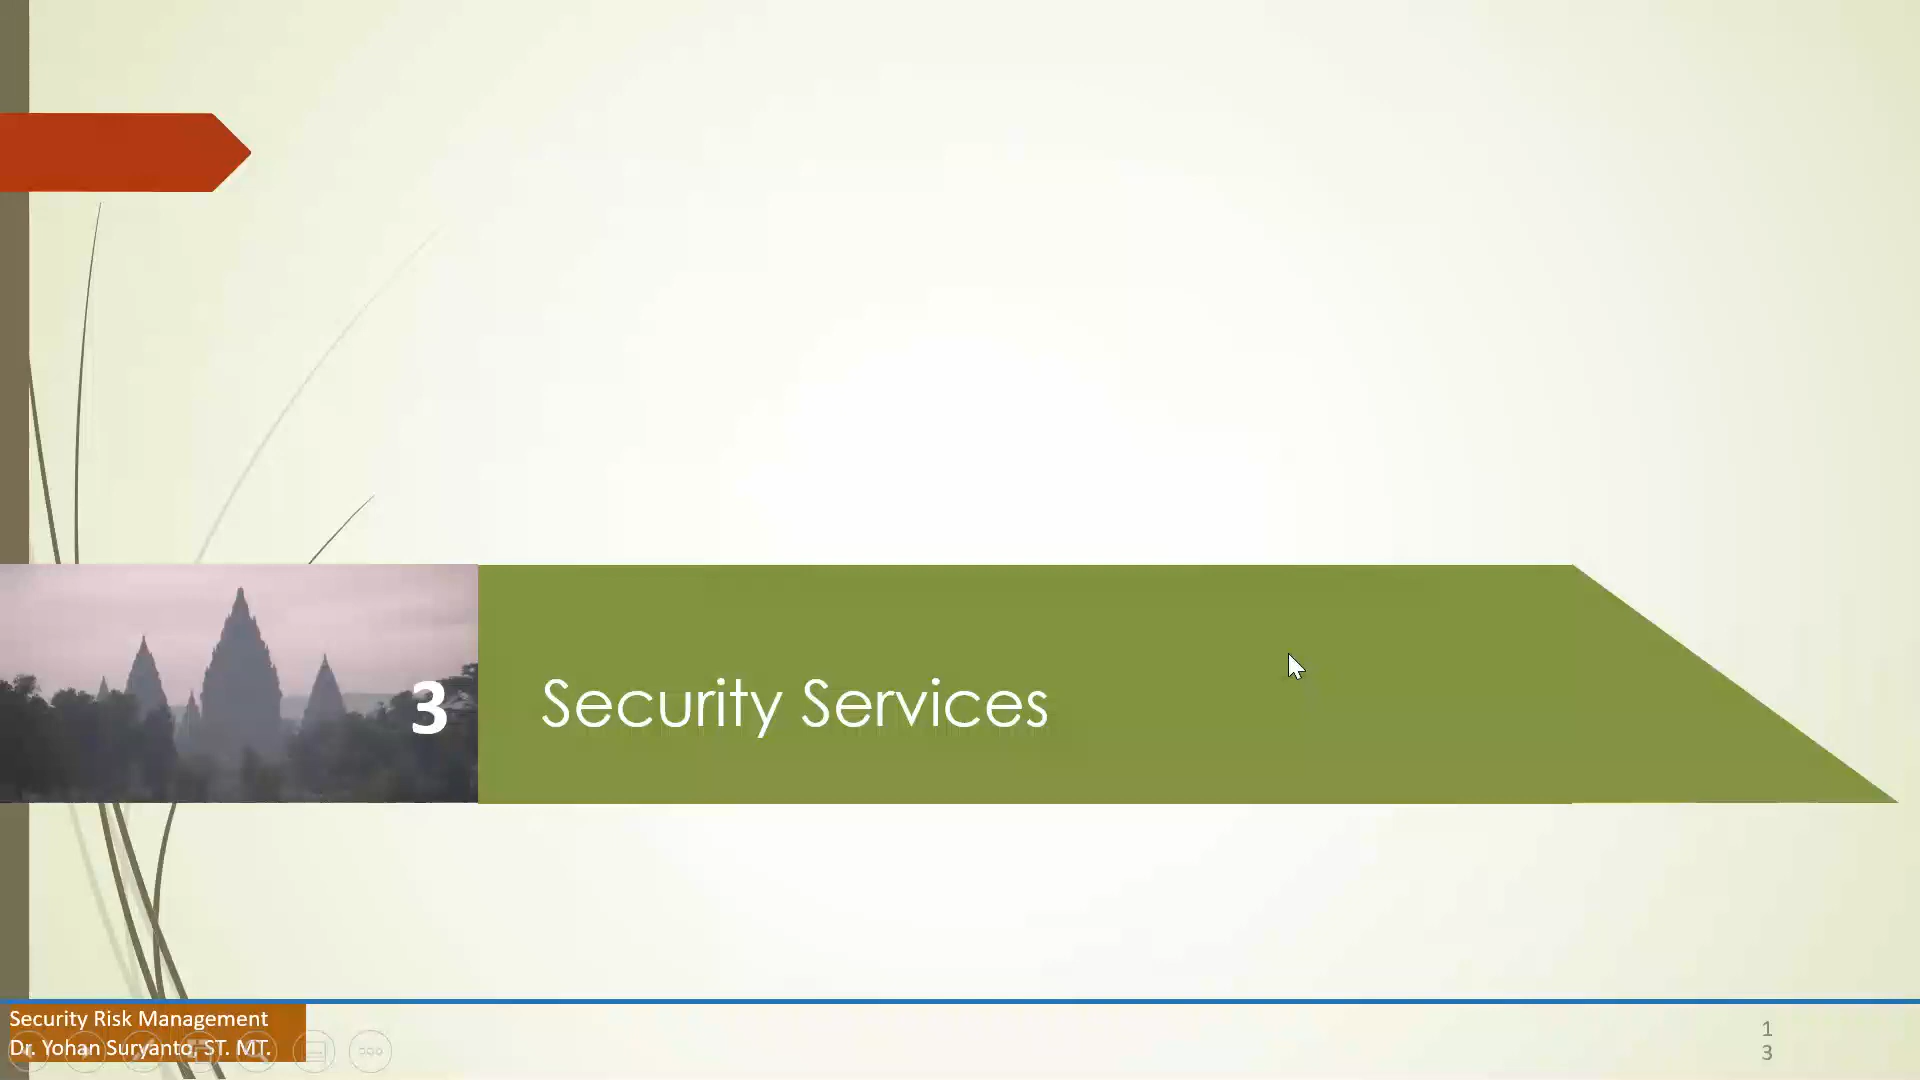 3
Security Services
Security Risk Management
Dr. Yohan Suryanto, ST. MT.
1
3